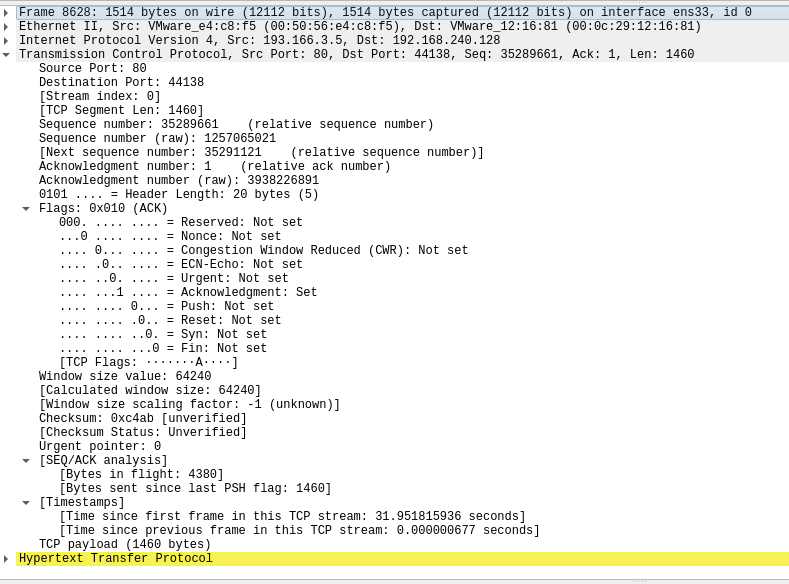 Frame 8628: 1514 bytes on wire (12112 bits), 1514 bytes captured (12112 bits) on interface ens33, id 0
Ethernet II, Src: VMware_e4:c8:f5 (00:50:56:e4:c8:f5), Dst: VMware_12:16:81 (00:0c:29:12:16:81)
Internet Protocol Version 4, Src: 193.166.3.5, Dst: 192.168.240.128
Transmission Control Protocol, Src Port: 80, Dst Port: 44138, Seq: 35289661, Ack: 1, Len: 1460
Source Port: 80
Destination Port: 44138
[Stream index: 0]
[TCP Segment Len: 1460]
Sequence number: 35289661    (relative sequence number)
Sequence number (raw): 1257065021
[Next sequence number: 35291121    (relative sequence number)]
Acknowledgment number: 1    (relative ack number)
Acknowledgment number (raw): 3938226891
0101 .... = Header Length: 20 bytes (5)
Flags: 0x010 (ACK)
000. .... .... = Reserved: Not set
...0 .... .... = Nonce: Not set
.... 0... .... = Congestion Window Reduced (CWR): Not set
.... .0.. .... = ECN-Echo: Not set
.... ..0. .... = Urgent: Not set
.... ...1 .... = Acknowledgment: Set
.... .... 0... = Push: Not set
.... .... .0.. = Reset: Not set
.... .... ..0. = Syn: Not set
.... .... ...0 = Fin: Not set
[TCP Flags: ·······A····]
Window size value: 64240
[Calculated window size: 64240]
[Window size scaling factor: -1 (unknown)]
Checksum: 0xc4ab [unverified]
[Checksum Status: Unverified]
Urgent pointer: 0
[SEQ/ACK analysis]
[Bytes in flight: 4380]
[Bytes sent since last PSH flag: 1460]
[Timestamps]
[Time since first frame in this TCP stream: 31.951815936 seconds]
[Time since previous frame in this TCP stream: 0.000000677 seconds]
TCP payload (1460 bytes)
Hypertext Transfer Protocol